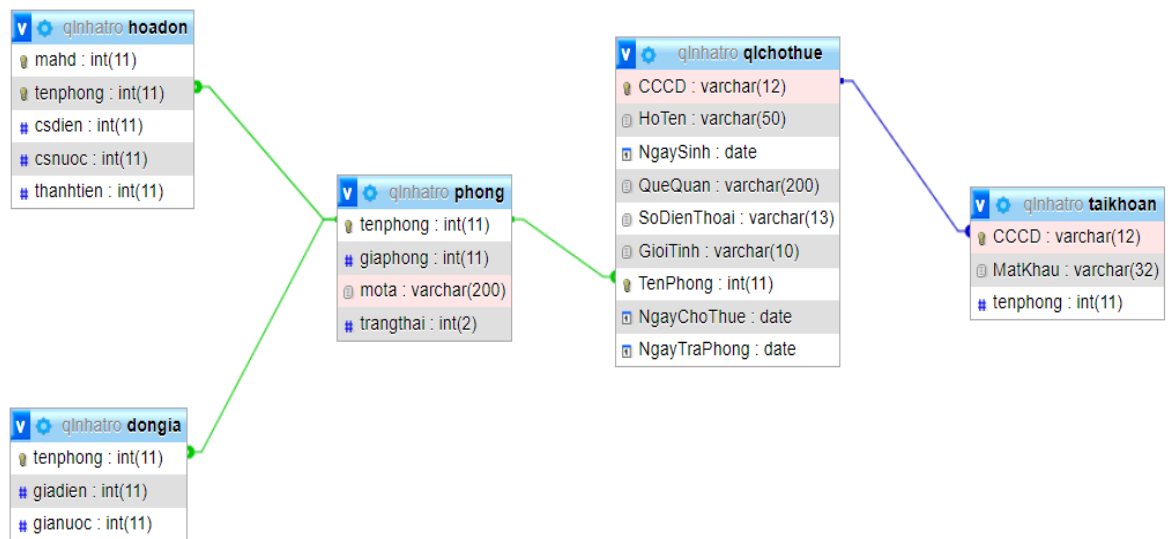 v qlnhatro hoadon
mahd : int(11)
tenphong : int(11)
# csdien : int(11)
# csnuoc : int(11)
# thanhtien : int(11)
v qlnhatro phong
tenphong : int(11)
# giaphong : int(11)
mota : varchar(200)
# trangthai : int(2)
v qlnhatro dongia
tenphong : int(11)
# giadien : int(11)
# gianuoc : int(11)
v qlnhatro qlchothue
CCCD : varchar(12)
HoTen : varchar(50)
NgaySinh : date
QueQuan : varchar(200)
SoDienThoai : varchar(13)
GioiTinh : varchar(10)
TenPhong : int(11)
NgayChoThue : date
NgayTraPhong : date
v qlnhatro taikhoan
CCCD : varchar(12)
MatKhau : varchar(32)
# tenphong : int(11)